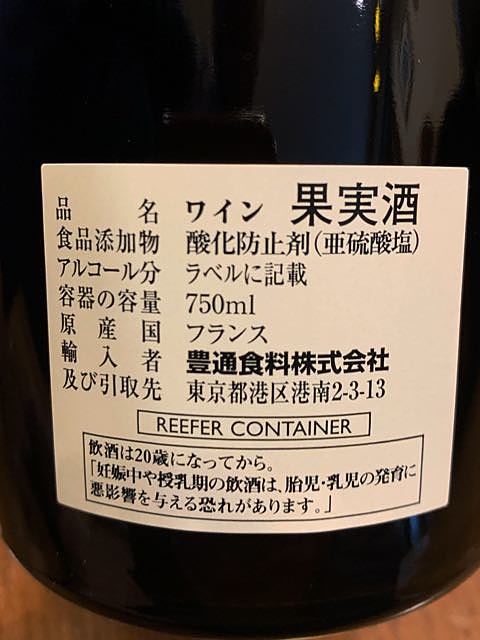 品名 ワイン 果実酒
食品添加物 酸化防止剤(亜硫酸塩)
アルコール分 ラベルに記載
容器の容量 750ml
原産国 フランス
輸入者 豊通食料株式会社
及び引取先 東京都港区港南2-3-13
REEFER CONTAINER
飲酒は20歳になってから。
「妊娠中や授乳期の飲酒は、胎児・乳児の発育に
悪影響を与える恐れがあります。」